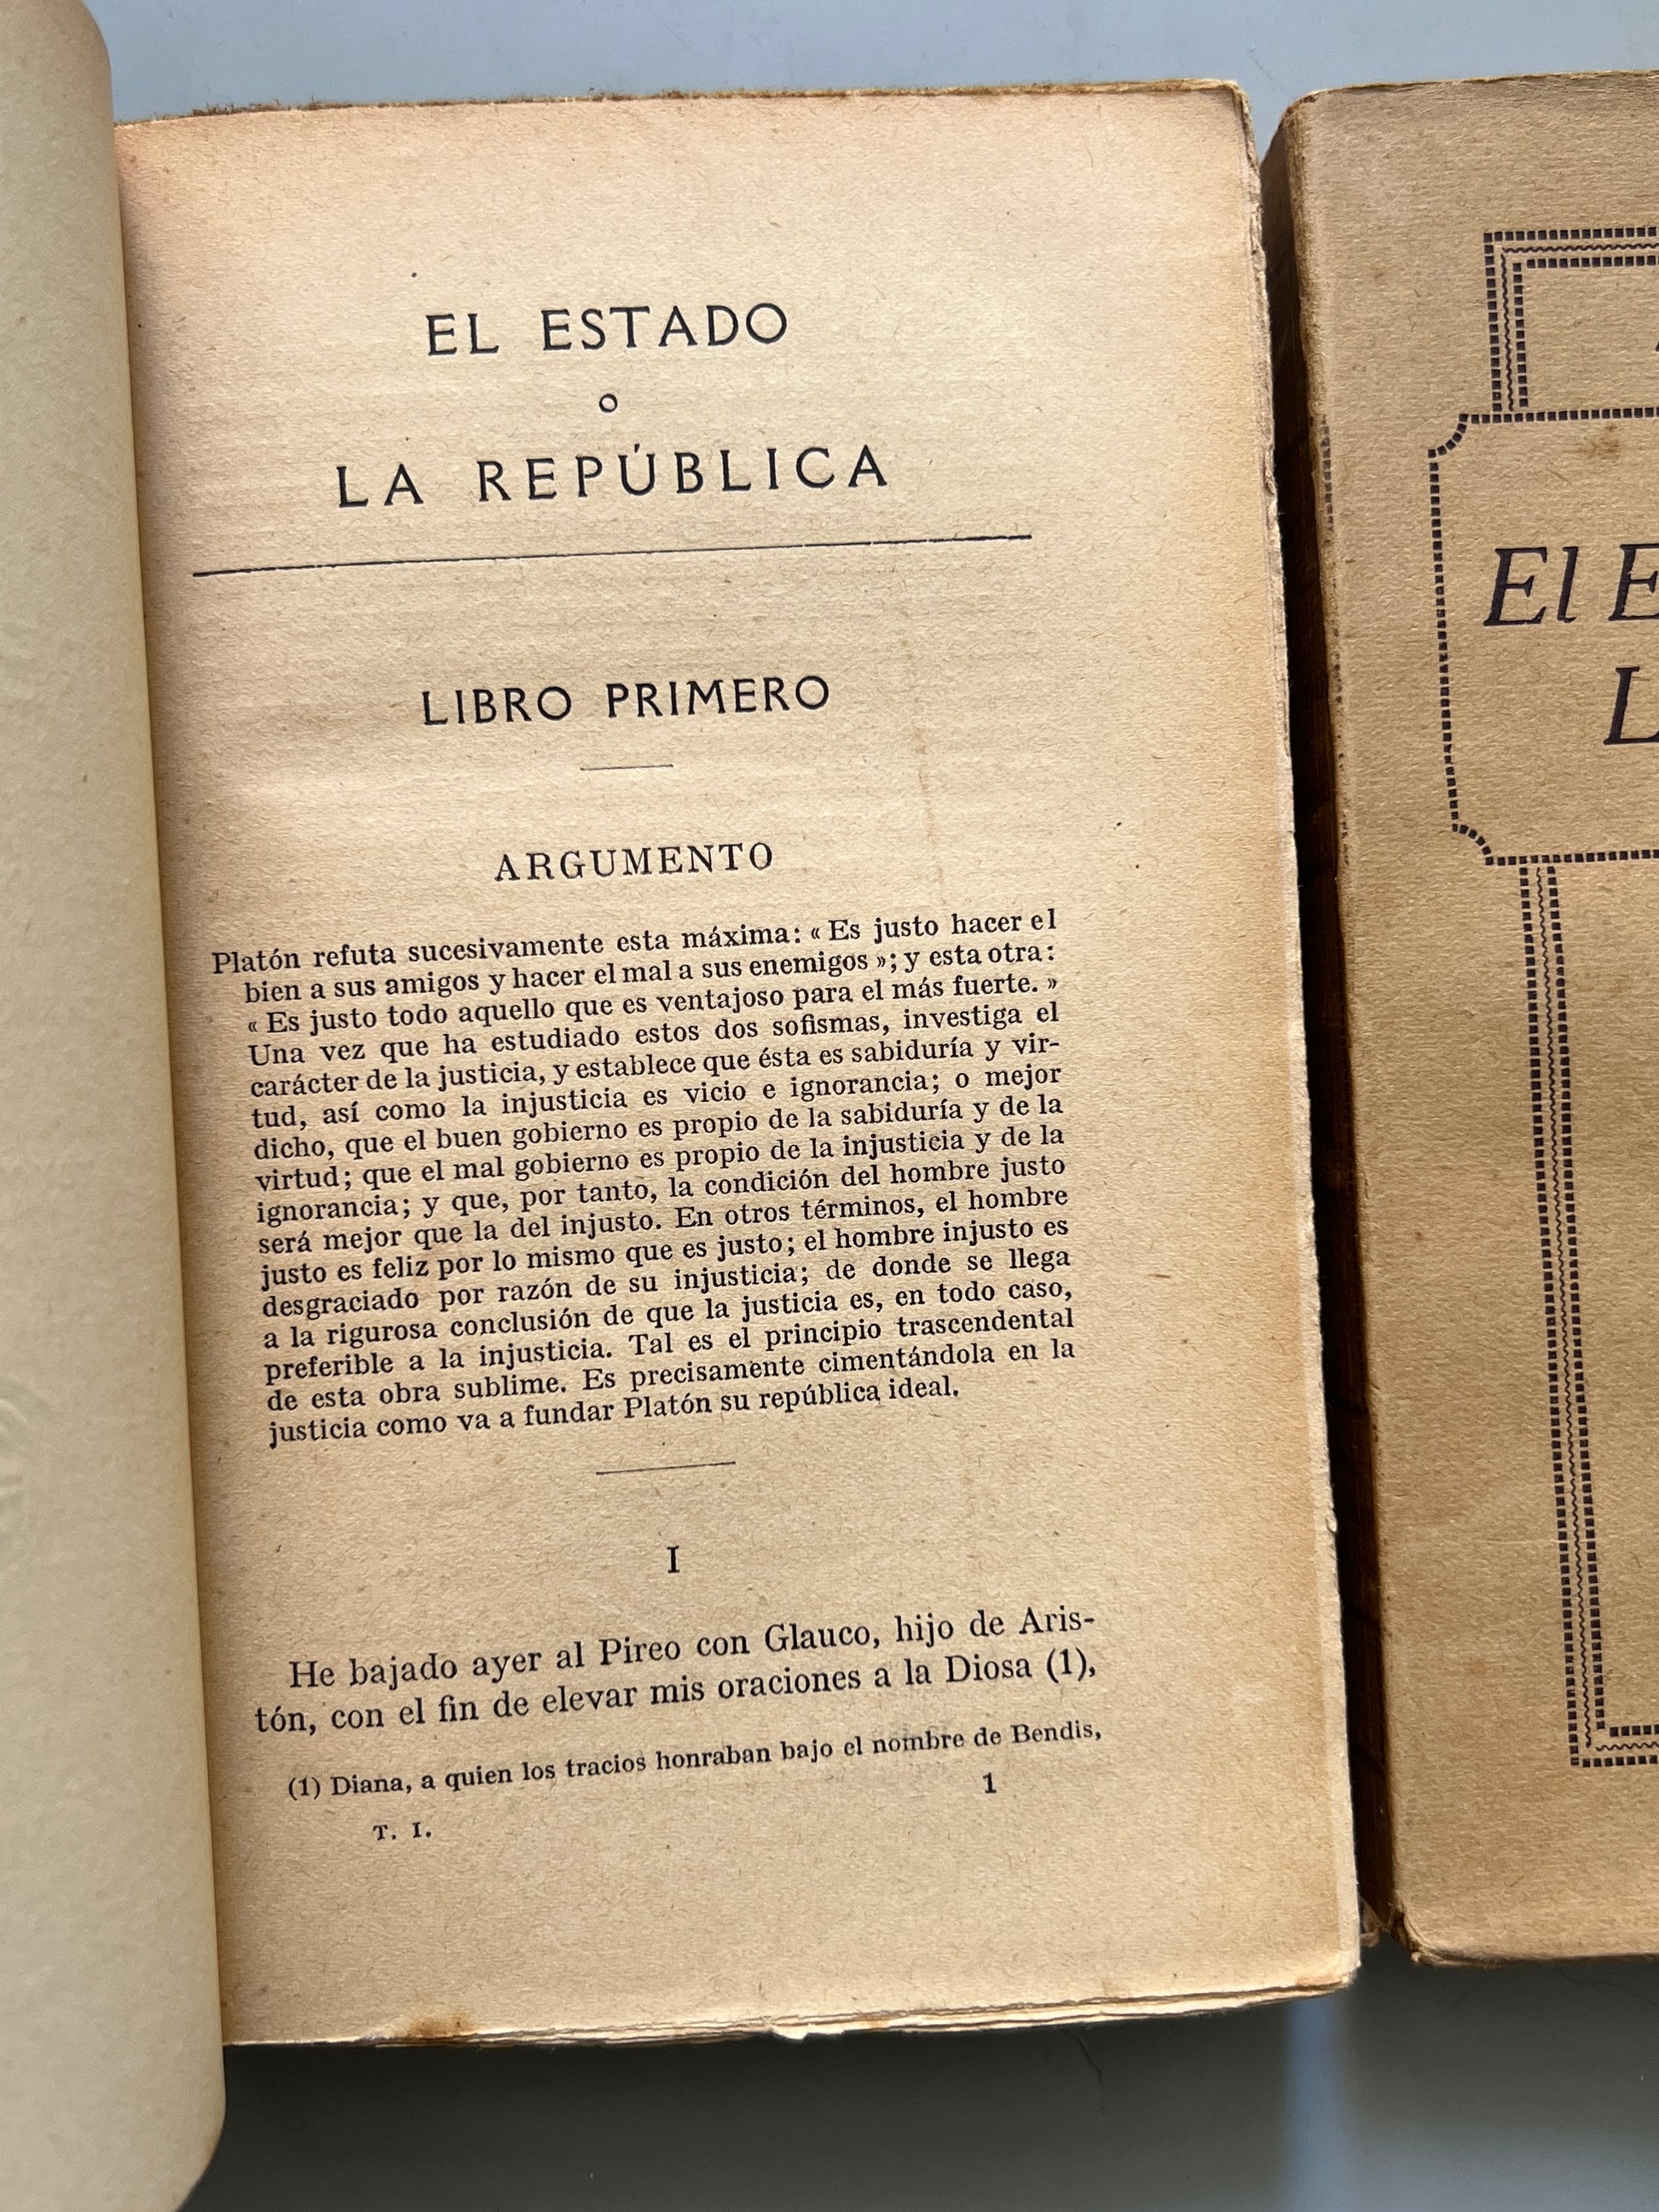 EL ESTADO
o
LA REPÚBLICA
LIBRO PRIMERO
ARGUMENTO
Platón refuta sucesivamente esta máxima: « Es justo hacer el
bien a sus amigos y hacer el mal a sus enemigos »; y esta otra:
« Es justo todo aquello que es ventajoso para el más fuerte. »
Una vez que ha estudiado estos dos sofismas, investiga el
carácter de la justicia, y establece que ésta es sabiduría y vir-
tud, así como la injusticia es vicio e ignorancia; o mejor
dicho, que el buen gobierno es propio de la sabiduría y de la
virtud; que el mal gobierno es propio de la injusticia y de la
ignorancia; y que, por tanto, la condición del hombre justo
será mejor que la del injusto. En otros términos, el hombre
justo es feliz por lo mismo que es justo; el hombre injusto es
desgraciado por razón de su injusticia; de donde se llega
a la rigurosa conclusión de que la justicia es, en todo caso,
preferible a la injusticia. Tal es el principio trascendental
de esta obra sublime. Es precisamente cimentándola en la
justicia como va a fundar Platón su república ideal.
I
He bajado ayer al Pireo con Glauco, hijo de Aris-
tón, con el fin de elevar mis oraciones a la Diosa (1),
(1) Diana, a quien los tracios honraban bajo el nombre de Bendis,
1
T. I.
El E
L